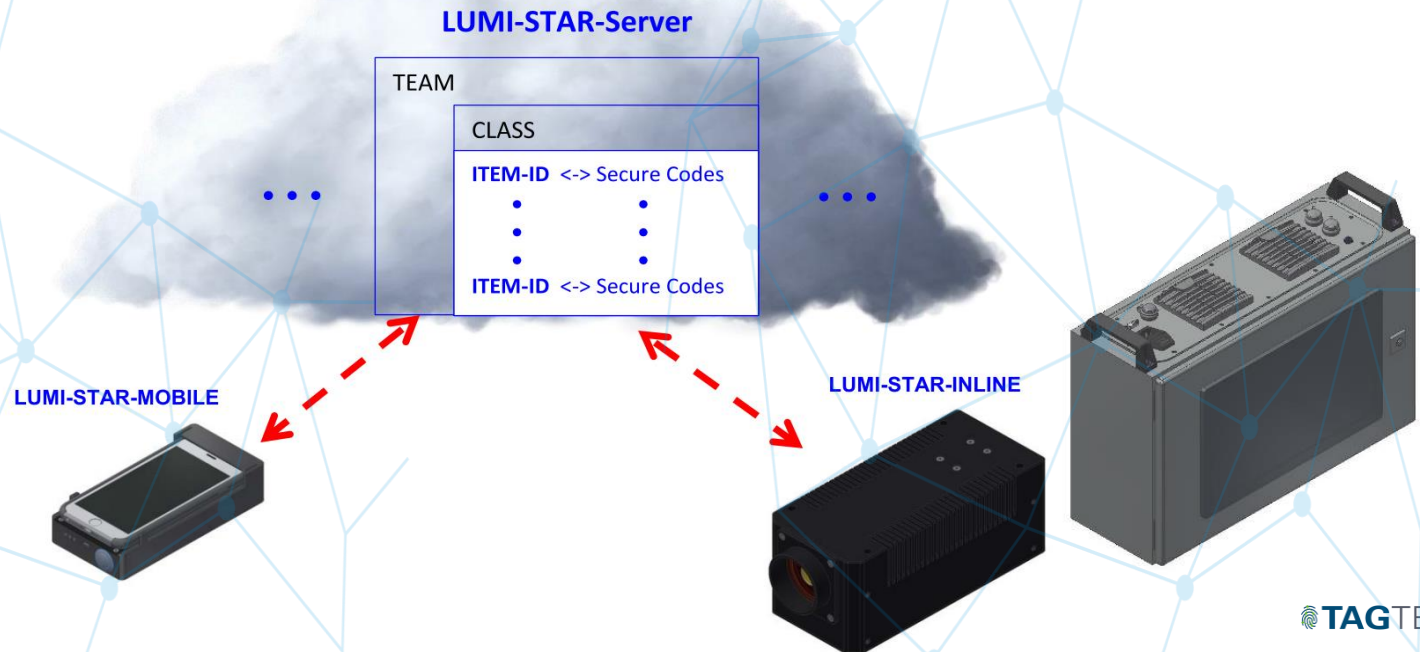 LUMI-STAR-Server
TEAM
CLASS
ITEM-ID <-> Secure Codes
ITEM-ID <-> Secure Codes
LUMI-STAR-MOBILE
LUMI-STAR-INLINE
TAGTE